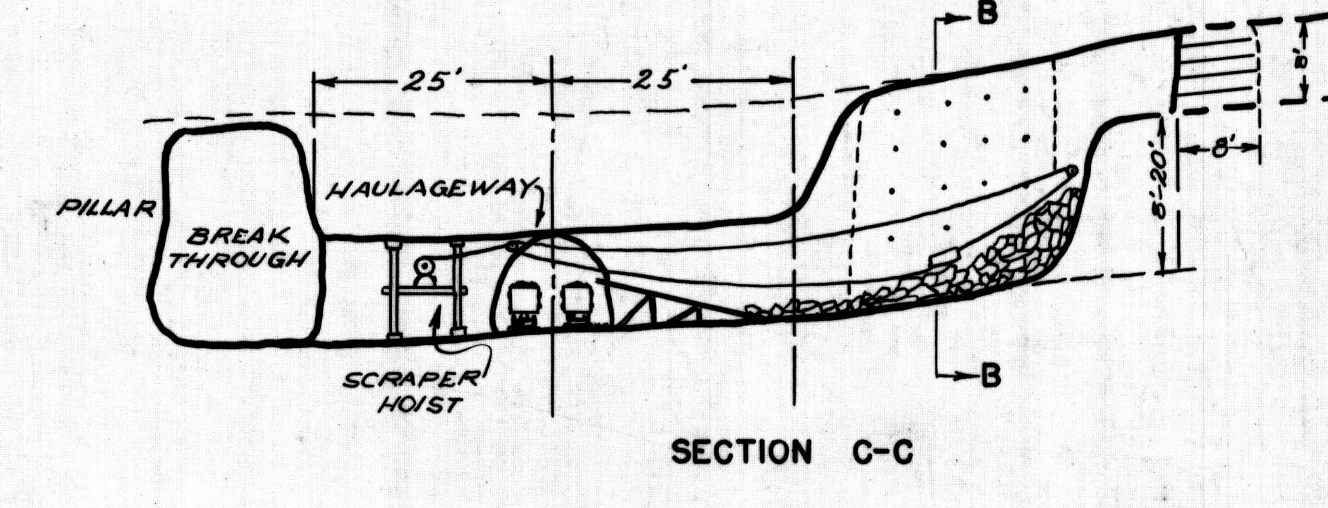 B
25'
25'
8'
8'
HAULAGEWAY
PILLAR
BREAK
THROUGH
8'-20'
SCRAPER
HOIST
B
SECTION C-C